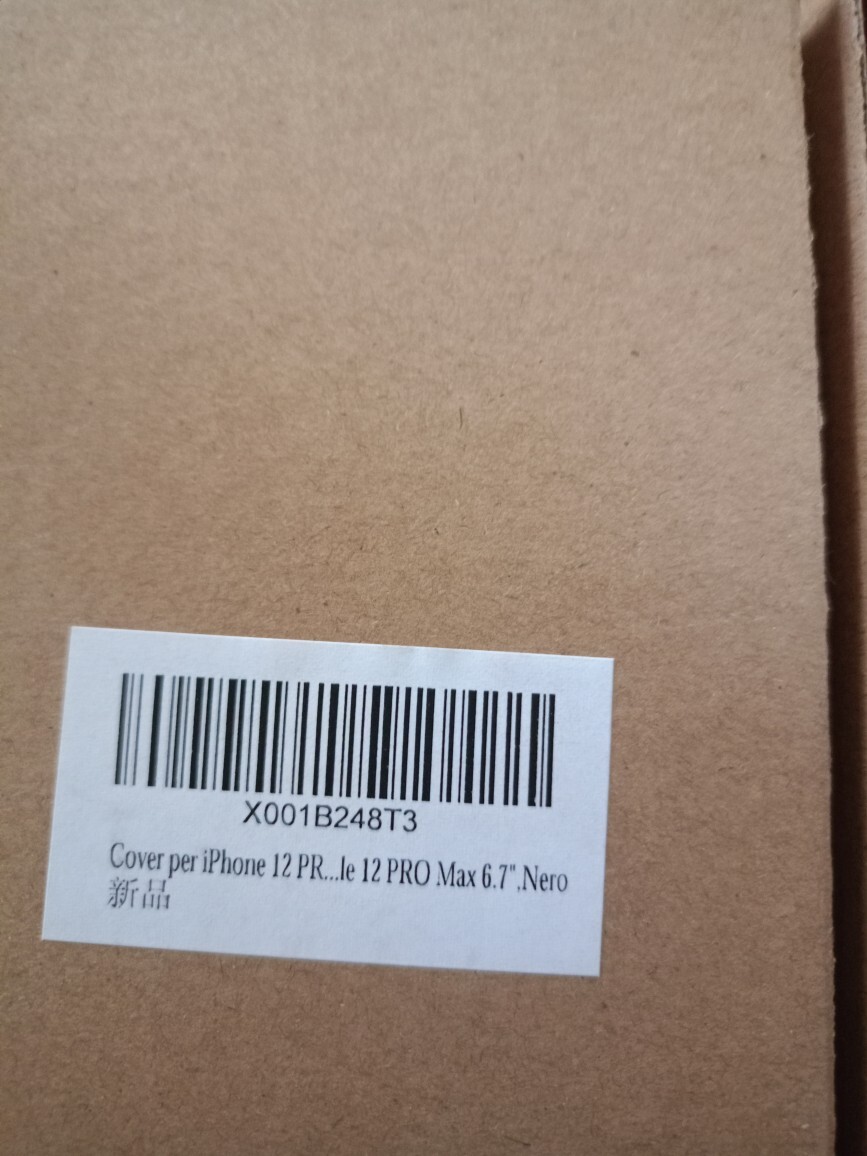 X001B248T3
Cover per iPhone 12 PR...le 12 PRO Max 6.7",Nero
新品